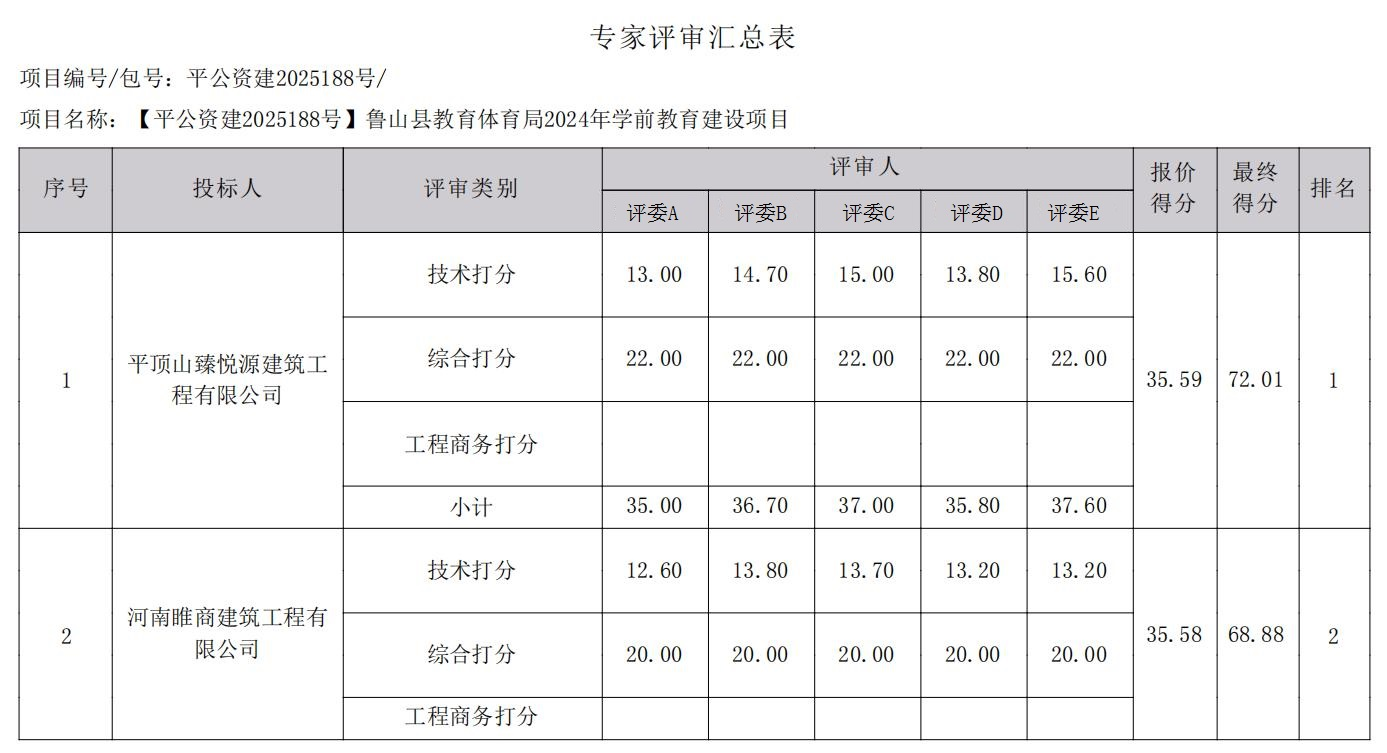 专家评审汇总表
项目编号/包号：平公资建2025188号/
项目名称：【平公资建2025188号】鲁山县教育体育局2024年学前教育建设项目
序号 投标人 评审类别 评审人 报价得分 最终得分 排名
评委A 评委B 评委C 评委D 评委E
1 平顶山臻悦源建筑工程有限公司 技术打分 13.00 14.70 15.00 13.80 15.60 35.59 72.01 1
综合打分 22.00 22.00 22.00 22.00 22.00
工程商务打分
小计 35.00 36.70 37.00 35.80 37.60
2 河南睢商建筑工程有限公司 技术打分 12.60 13.80 13.70 13.20 13.20 35.58 68.88 2
综合打分 20.00 20.00 20.00 20.00 20.00
工程商务打分